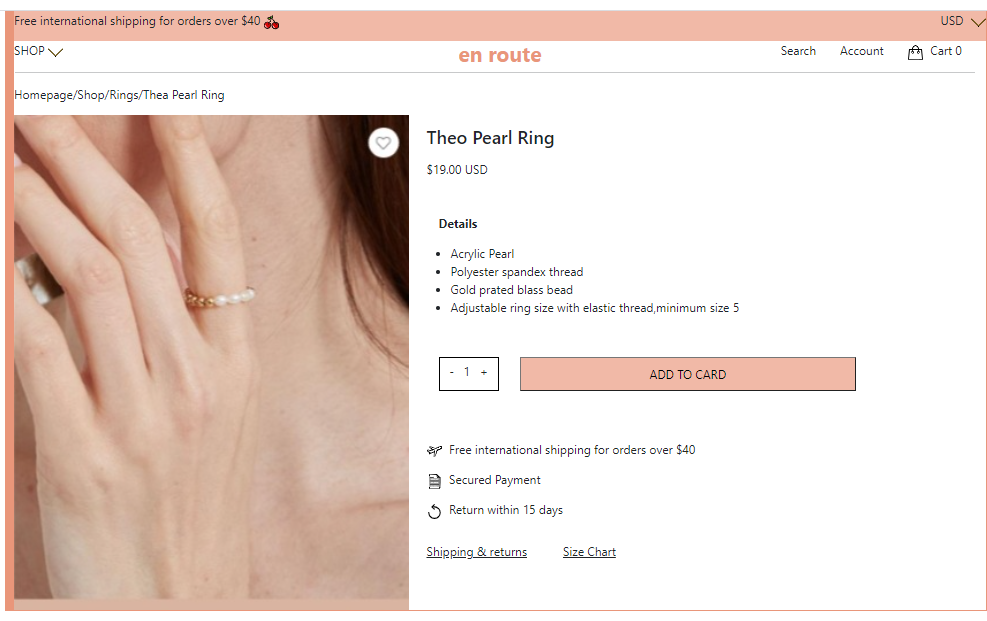 Free international shipping for orders over $40
USD
SHOP
en route
Search
Account
Cart 0
Homepage/Shop/Rings/Thea Pearl Ring
Theo Pearl Ring
$19.00 USD
Details
Acrylic Pearl
Polyester spandex thread
Gold prated blass bead
Adjustable ring size with elastic thread,minimum size 5
- 1 +
ADD TO CARD
Free international shipping for orders over $40
Secured Payment
Return within 15 days
Shipping & returns
Size Chart